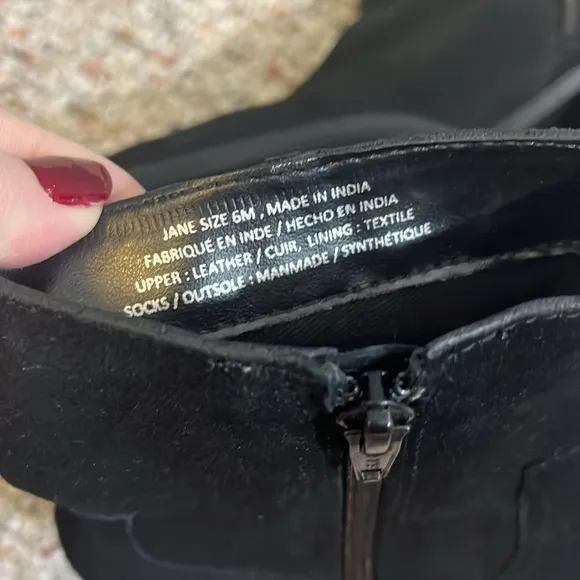 JANE SIZE 6M , MADE IN INDIA
FABRIQUÉ EN INDE / HECHO EN INDIA
UPPER : LEATHER / CUIR, LINING : TEXTILE
SOCKS / OUTSOLE : MANMADE / SYNTHÉTIQUE